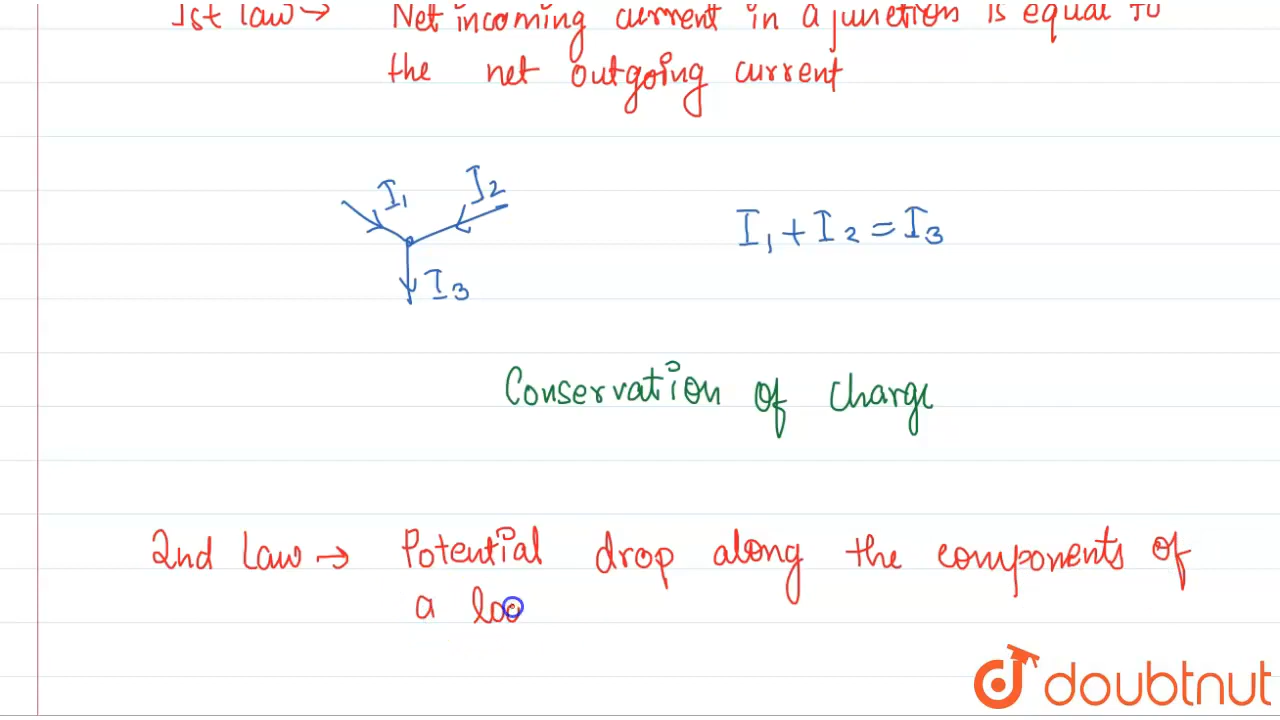 1st law → Net incoming current in a junction is equal to
the net outgoing current
I₁ I₂
I₁ + I₂ = I₃
I₃
Conservation of charge
2nd Law → Potential drop along the components of
a loo
doubtnut